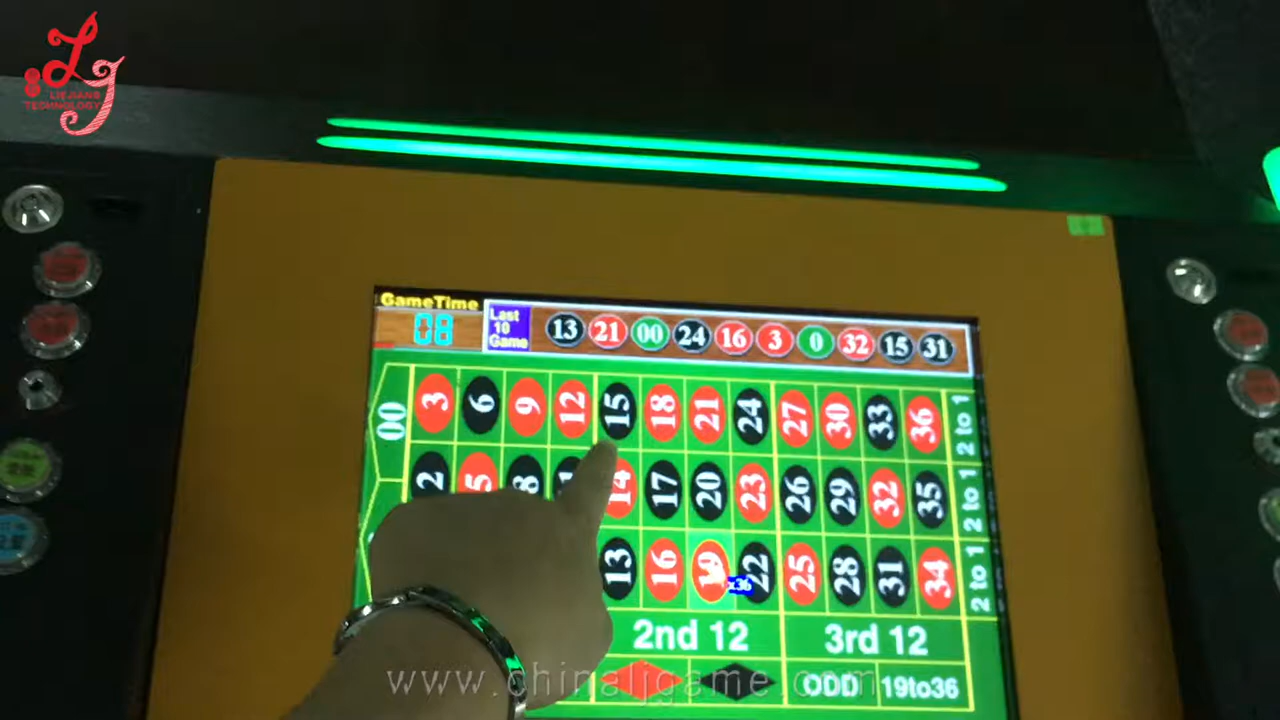 LIEJIANG
TECHNOLOGY
GameTime
08
Last
10
Game
13 21 00 24 16 3 0 32 15 31
00 3 6 9 12 15 18 21 24 27 30 33 36 2 to 1
2 5 8 14 17 20 23 26 29 32 35 2 to 1
13 16 19 x36 22 25 28 31 34 2 to 1
2nd 12 3rd 12
ODD 19to36
www.chinaljgame.com